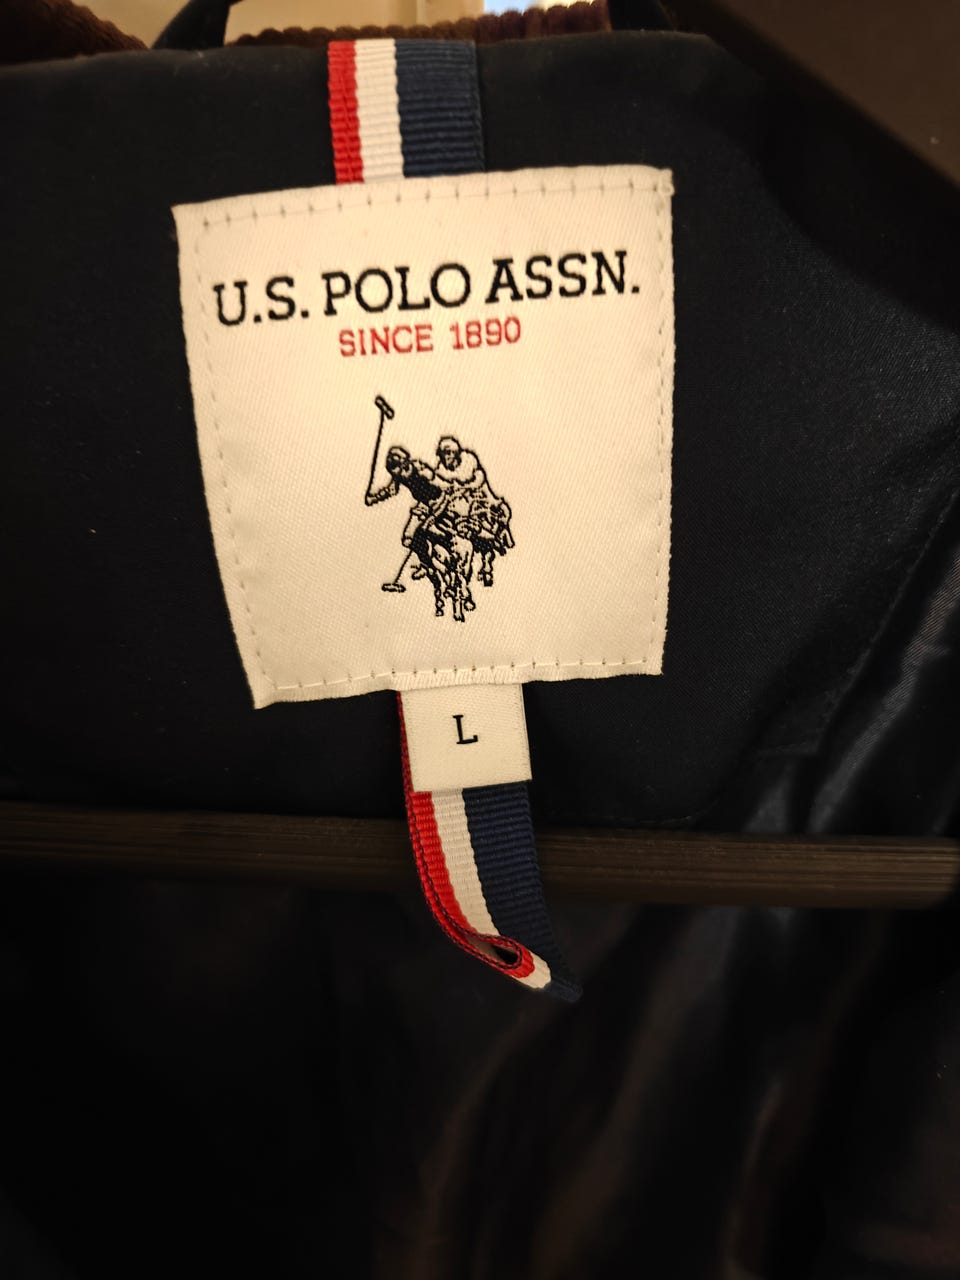 U.S. POLO ASSN.
SINCE 1890
L